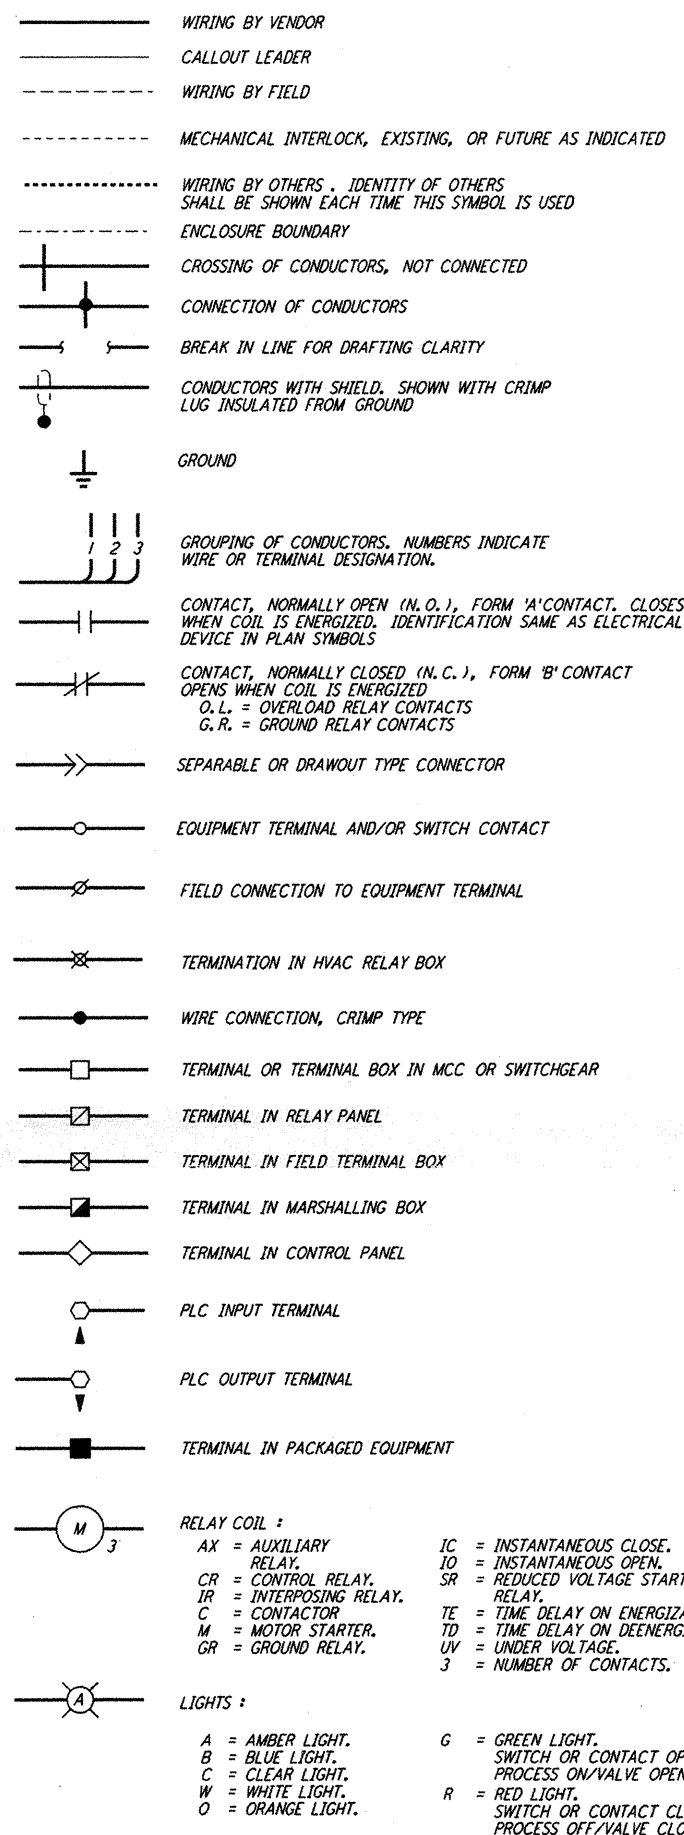 WIRING BY VENDOR
CALLOUT LEADER
WIRING BY FIELD
MECHANICAL INTERLOCK, EXISTING, OR FUTURE AS INDICATED
WIRING BY OTHERS. IDENTITY OF OTHERS
SHALL BE SHOWN EACH TIME THIS SYMBOL IS USED
ENCLOSURE BOUNDARY
CROSSING OF CONDUCTORS, NOT CONNECTED
CONNECTION OF CONDUCTORS
BREAK IN LINE FOR DRAFTING CLARITY
CONDUCTORS WITH SHIELD. SHOWN WITH CRIMP
LUG INSULATED FROM GROUND
GROUND
1 2 3
GROUPING OF CONDUCTORS. NUMBERS INDICATE
WIRE OR TERMINAL DESIGNATION.
CONTACT, NORMALLY OPEN (N.O.), FORM 'A' CONTACT. CLOSES
WHEN COIL IS ENERGIZED. IDENTIFICATION SAME AS ELECTRICAL
DEVICE IN PLAN SYMBOLS
CONTACT, NORMALLY CLOSED (N.C.), FORM 'B' CONTACT
OPENS WHEN COIL IS ENERGIZED
O.L. = OVERLOAD RELAY CONTACTS
G.R. = GROUND RELAY CONTACTS
SEPARABLE OR DRAWOUT TYPE CONNECTOR
EQUIPMENT TERMINAL AND/OR SWITCH CONTACT
FIELD CONNECTION TO EQUIPMENT TERMINAL
TERMINATION IN HVAC RELAY BOX
WIRE CONNECTION, CRIMP TYPE
TERMINAL OR TERMINAL BOX IN MCC OR SWITCHGEAR
TERMINAL IN RELAY PANEL
TERMINAL IN FIELD TERMINAL BOX
TERMINAL IN MARSHALLING BOX
TERMINAL IN CONTROL PANEL
PLC INPUT TERMINAL
PLC OUTPUT TERMINAL
TERMINAL IN PACKAGED EQUIPMENT
M 3
RELAY COIL :
AX = AUXILIARY
RELAY.
CR = CONTROL RELAY.
IR = INTERPOSING RELAY.
C = CONTACTOR
M = MOTOR STARTER.
GR = GROUND RELAY.
IC = INSTANTANEOUS CLOSE.
IO = INSTANTANEOUS OPEN.
SR = REDUCED VOLTAGE START
RELAY.
TE = TIME DELAY ON ENERGIZA
TD = TIME DELAY ON DEENERGI
UV = UNDER VOLTAGE.
3 = NUMBER OF CONTACTS.
A
LIGHTS :
A = AMBER LIGHT.
B = BLUE LIGHT.
C = CLEAR LIGHT.
W = WHITE LIGHT.
O = ORANGE LIGHT.
G = GREEN LIGHT.
SWITCH OR CONTACT OP
PROCESS ON/VALVE OPEN
R = RED LIGHT.
SWITCH OR CONTACT CL
PROCESS OFF/VALVE CLO